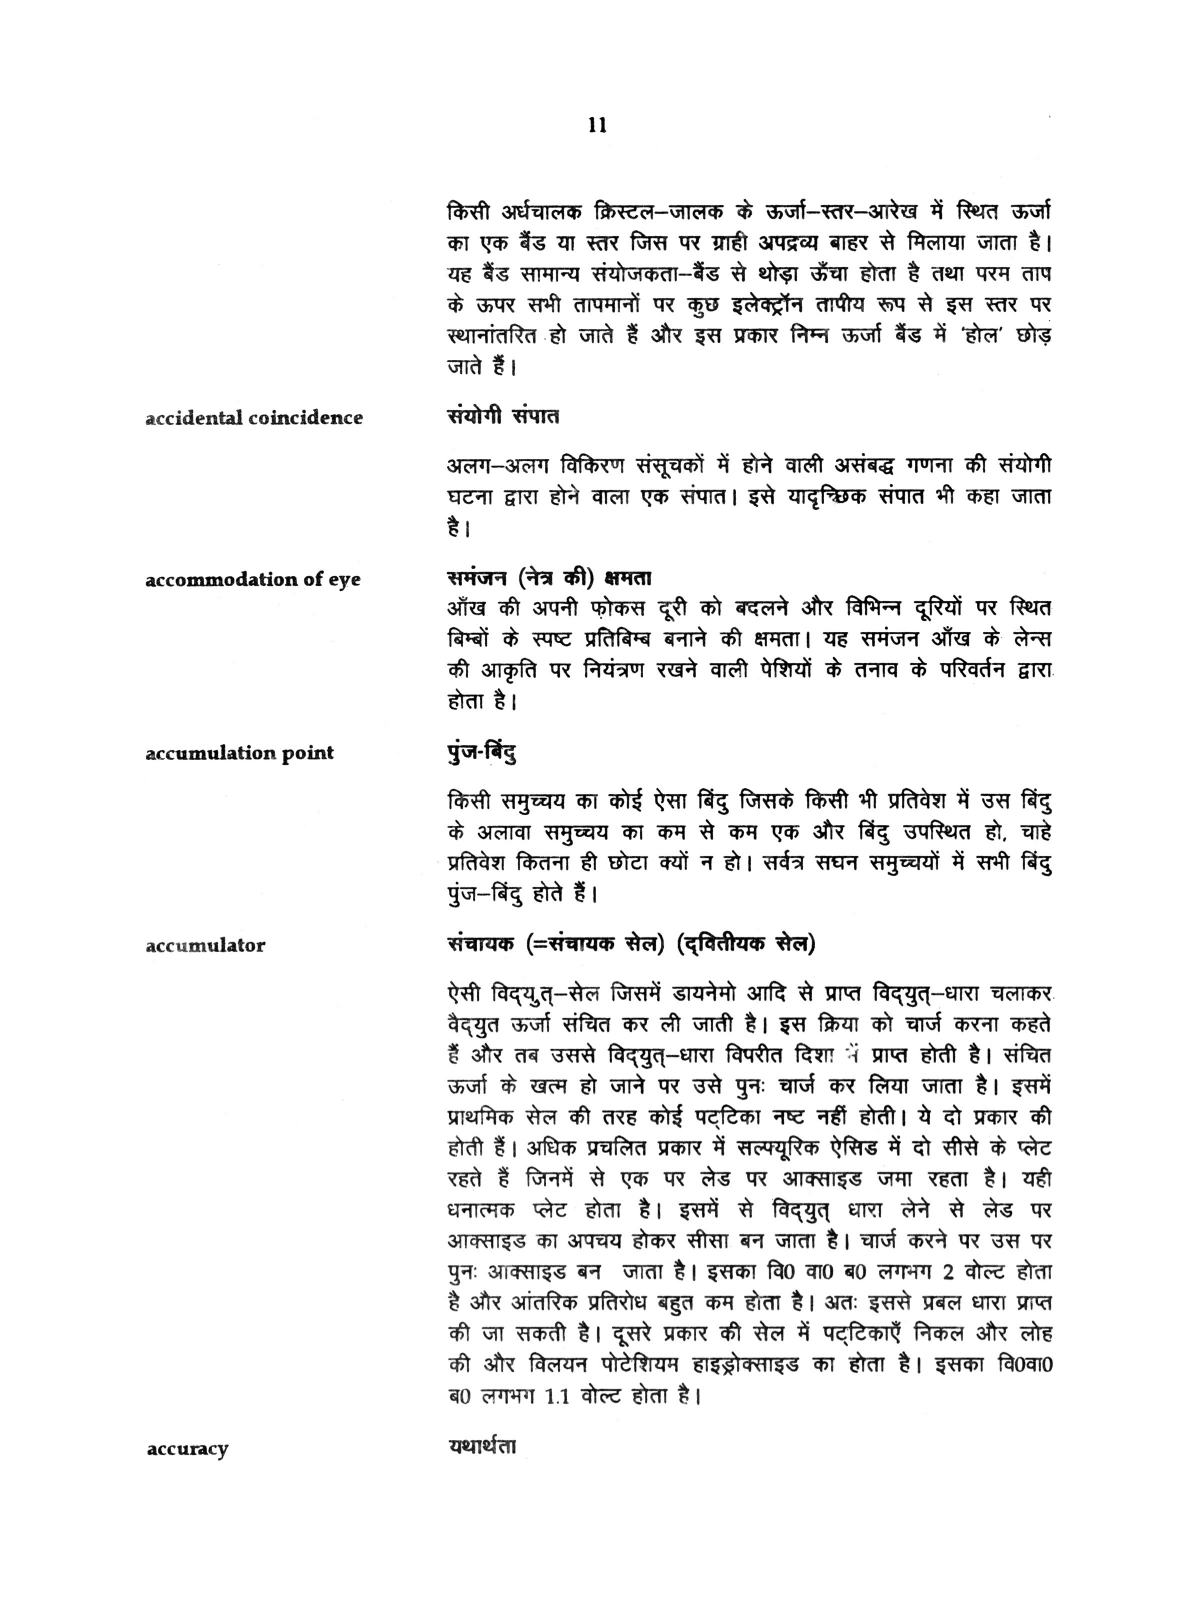 11
किसी अर्धचालक क्रिस्टल–जालक के ऊर्जा–स्तर–आरेख में स्थित ऊर्जा
का एक बैंड या स्तर जिस पर ग्राही अपद्रव्य बाहर से मिलाया जाता है।
यह बैंड सामान्य संयोजकता–बैंड से थोड़ा ऊँचा होता है तथा परम ताप
के ऊपर सभी तापमानों पर कुछ इलेक्ट्रॉन तापीय रूप से इस स्तर पर
स्थानांतरित हो जाते हैं और इस प्रकार निम्न ऊर्जा बैंड में 'होल' छोड़
जाते हैं।
accidental coincidence संयोगी संपात
अलग–अलग विकिरण संसूचकों में होने वाली असंबद्ध गणना की संयोगी
घटना द्वारा होने वाला एक संपात। इसे यादृच्छिक संपात भी कहा जाता
है।
accommodation of eye समंजन (नेत्र की) क्षमता
आँख की अपनी फ़ोकस दूरी को बदलने और विभिन्न दूरियों पर स्थित
बिम्बों के स्पष्ट प्रतिबिम्ब बनाने की क्षमता। यह समंजन आँख के लेन्स
की आकृति पर नियंत्रण रखने वाली पेशियों के तनाव के परिवर्तन द्वारा
होता है।
accumulation point पुंज-बिंदु
किसी समुच्चय का कोई ऐसा बिंदु जिसके किसी भी प्रतिवेश में उस बिंदु
के अलावा समुच्चय का कम से कम एक और बिंदु उपस्थित हो, चाहे
प्रतिवेश कितना ही छोटा क्यों न हो। सर्वत्र सघन समुच्चयों में सभी बिंदु
पुंज–बिंदु होते हैं।
accumulator संचायक (=संचायक सेल) (द्‌वितीयक सेल)
ऐसी विद्‌युत्–सेल जिसमें डायनेमो आदि से प्राप्त विद्‌युत्–धारा चलाकर
वैद्‌युत ऊर्जा संचित कर ली जाती है। इस क्रिया को चार्ज करना कहते
हैं और तब उससे विद्‌युत्–धारा विपरीत दिशा में प्राप्त होती है। संचित
ऊर्जा के खत्म हो जाने पर उसे पुनः चार्ज कर लिया जाता है। इसमें
प्राथमिक सेल की तरह कोई पट्‌टिका नष्ट नहीं होती। ये दो प्रकार की
होती हैं। अधिक प्रचलित प्रकार में सल्फ्यूरिक ऐसिड में दो सीसे के प्लेट
रहते हैं जिनमें से एक पर लेड पर आक्साइड जमा रहता है। यही
धनात्मक प्लेट होता है। इसमें से विद्‌युत् धारा लेने से लेड पर
आक्साइड का अपचय होकर सीसा बन जाता है। चार्ज करने पर उस पर
पुनः आक्साइड बन जाता है। इसका वि0 वा0 ब0 लगभग 2 वोल्ट होता
है और आंतरिक प्रतिरोध बहुत कम होता है। अतः इससे प्रबल धारा प्राप्त
की जा सकती है। दूसरे प्रकार की सेल में पट्‌टिकाएँ निकल और लोह
की और विलयन पोटेशियम हाइड्रोक्साइड का होता है। इसका वि0वा0
ब0 लगभग 1.1 वोल्ट होता है।
accuracy यथार्थता